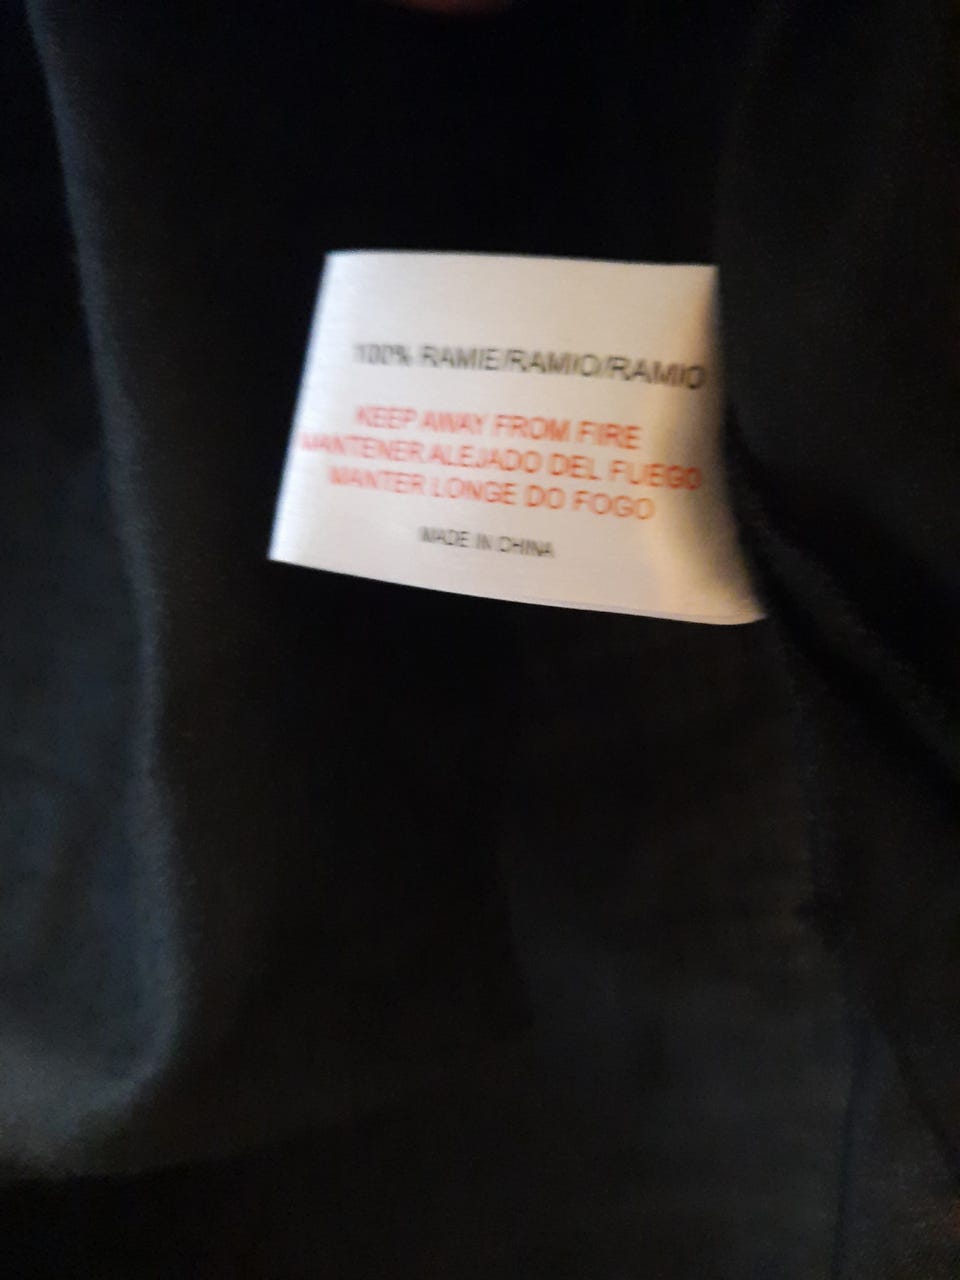 100% RAMIE/RAMIO/RAMIO
KEEP AWAY FROM FIRE
MANTENER ALEJADO DEL FUEGO
MANTER LONGE DO FOGO
MADE IN CHINA